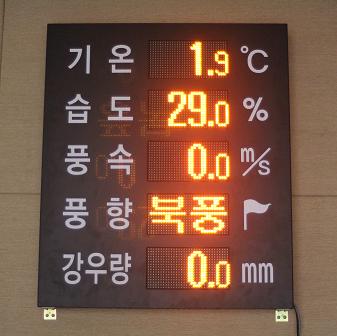 기온 1.9 ℃
습도 29.0 %
풍속 0.0 m/s
풍향 북풍
강우량 0.0 mm